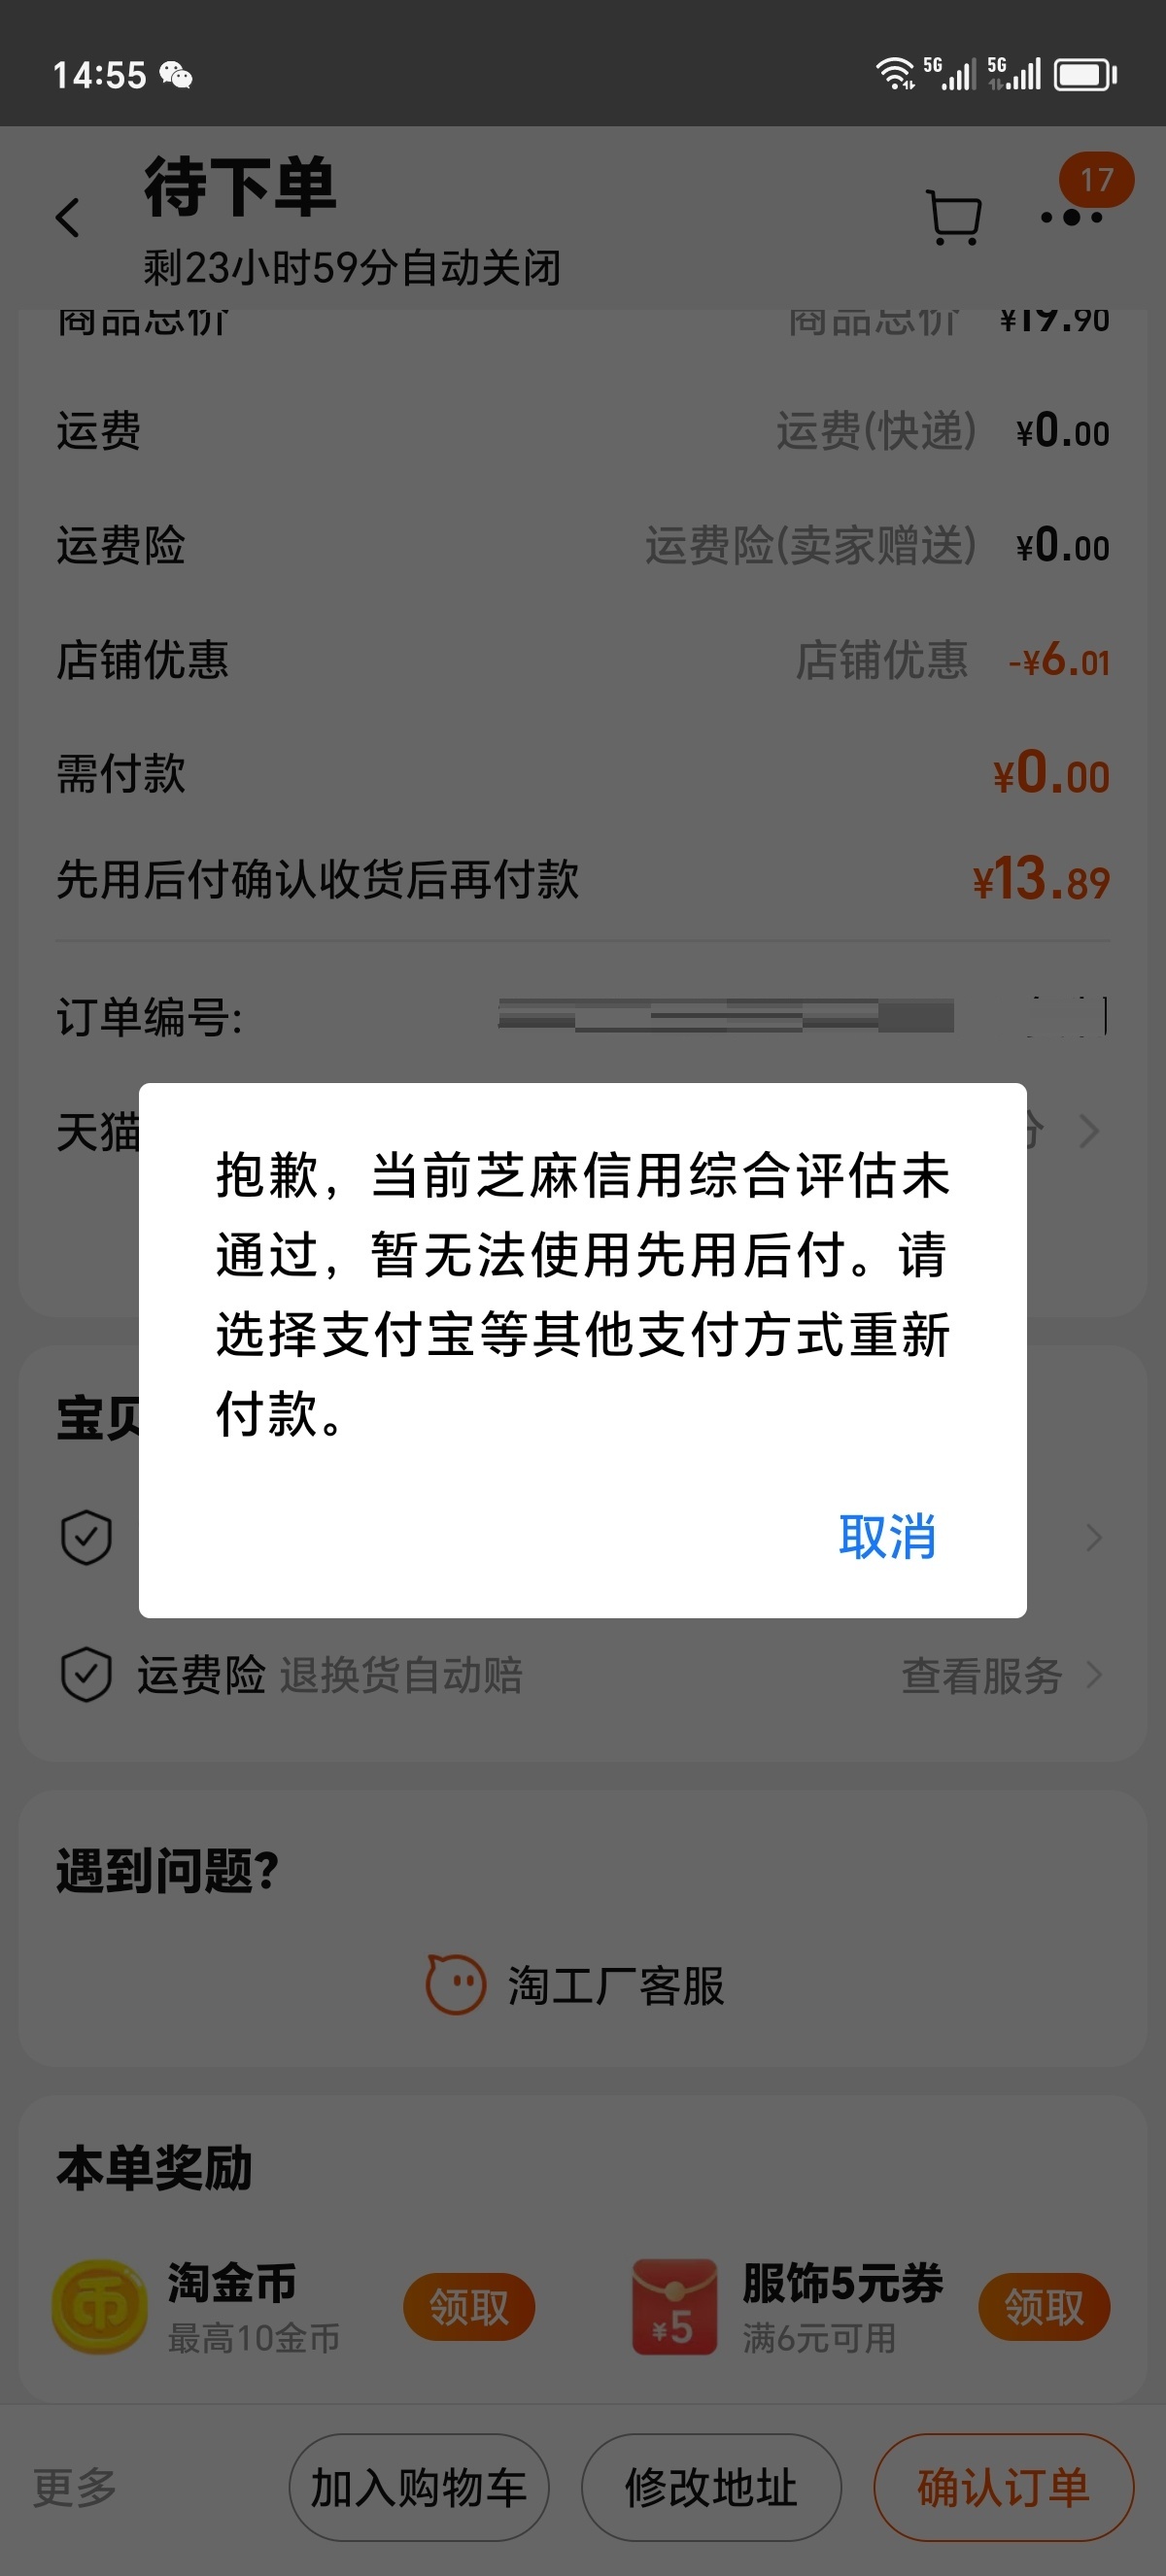 14:55
5G 5G
待下单
17
剩23小时59分自动关闭
商品总价 商品总价 ¥19.90
运费 运费(快递) ¥0.00
运费险 运费险(卖家赠送) ¥0.00
店铺优惠 店铺优惠 -¥6.01
需付款 ¥0.00
先用后付确认收货后再付款 ¥13.89
订单编号:
天猫
抱歉，当前芝麻信用综合评估未
通过，暂无法使用先用后付。请
选择支付宝等其他支付方式重新
付款。
宝贝
取消
运费险 退换货自动赔 查看服务
遇到问题?
淘工厂客服
本单奖励
淘金币 领取 服饰5元券 领取
最高10金币 ¥5 满6元可用
更多 加入购物车 修改地址 确认订单